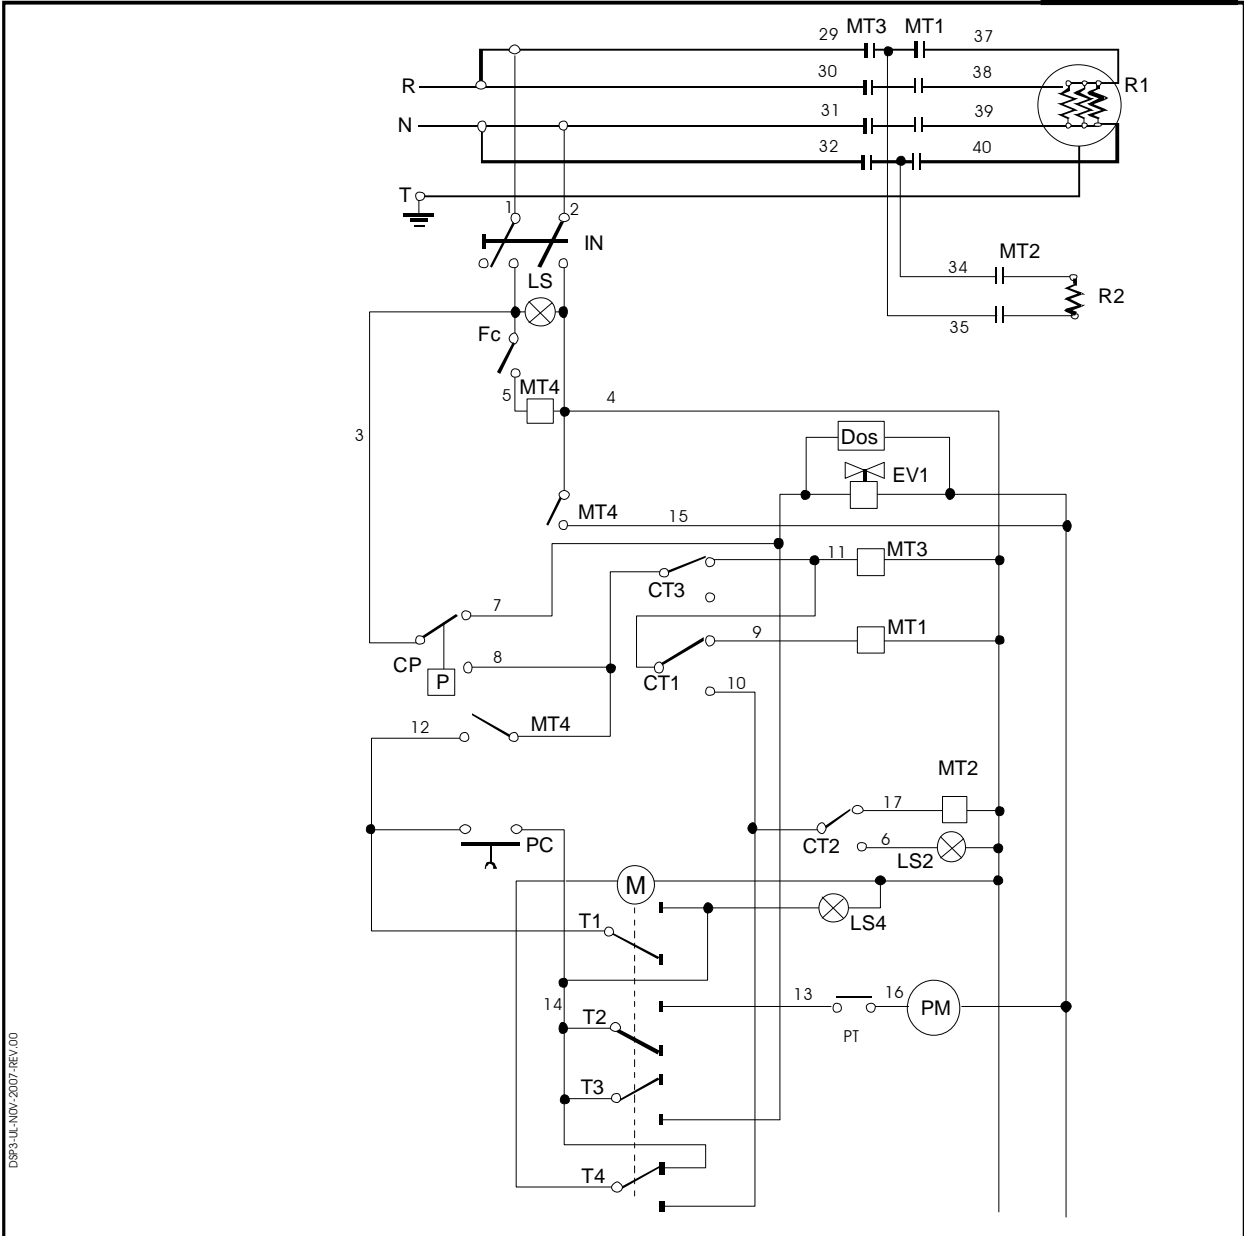 29 MT3 MT1 37
R 30 38 R1
N 31 39
32 40
T
1 2
IN
LS
MT2
34
R2
35
Fc
5 MT4 4
3
Dos
EV1
MT4 15
11 MT3
CT3
7
9 MT1
CP 8
P
CT1
10
12 MT4
MT2
17
PC
CT2 6
LS2
M
T1
LS4
14
13 16
T2
PM
PT
T3
T4
DSP3-UL-NOV-2007-REV.00